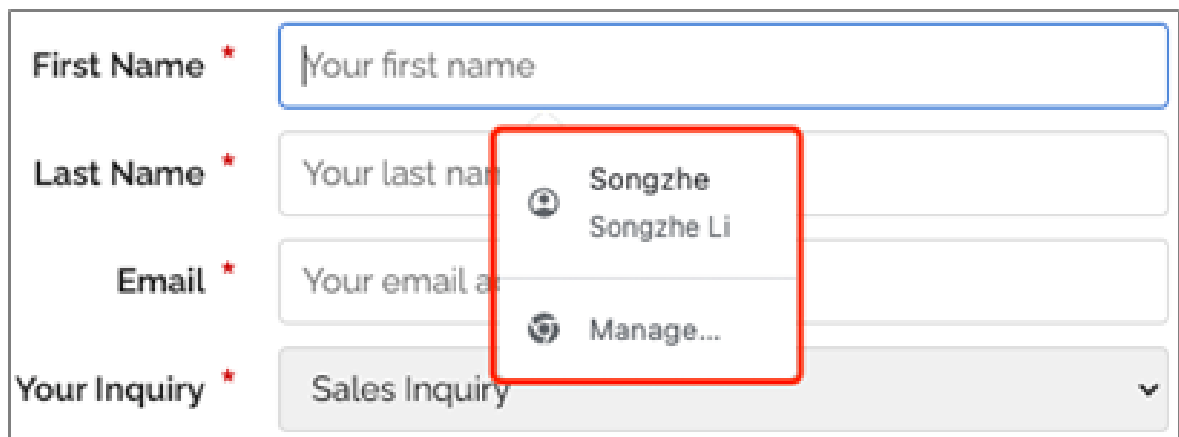 First Name *
Your first name
Last Name *
Your last nam
Songzhe
Songzhe Li
Email *
Your email a
Manage...
Your Inquiry *
Sales Inquiry